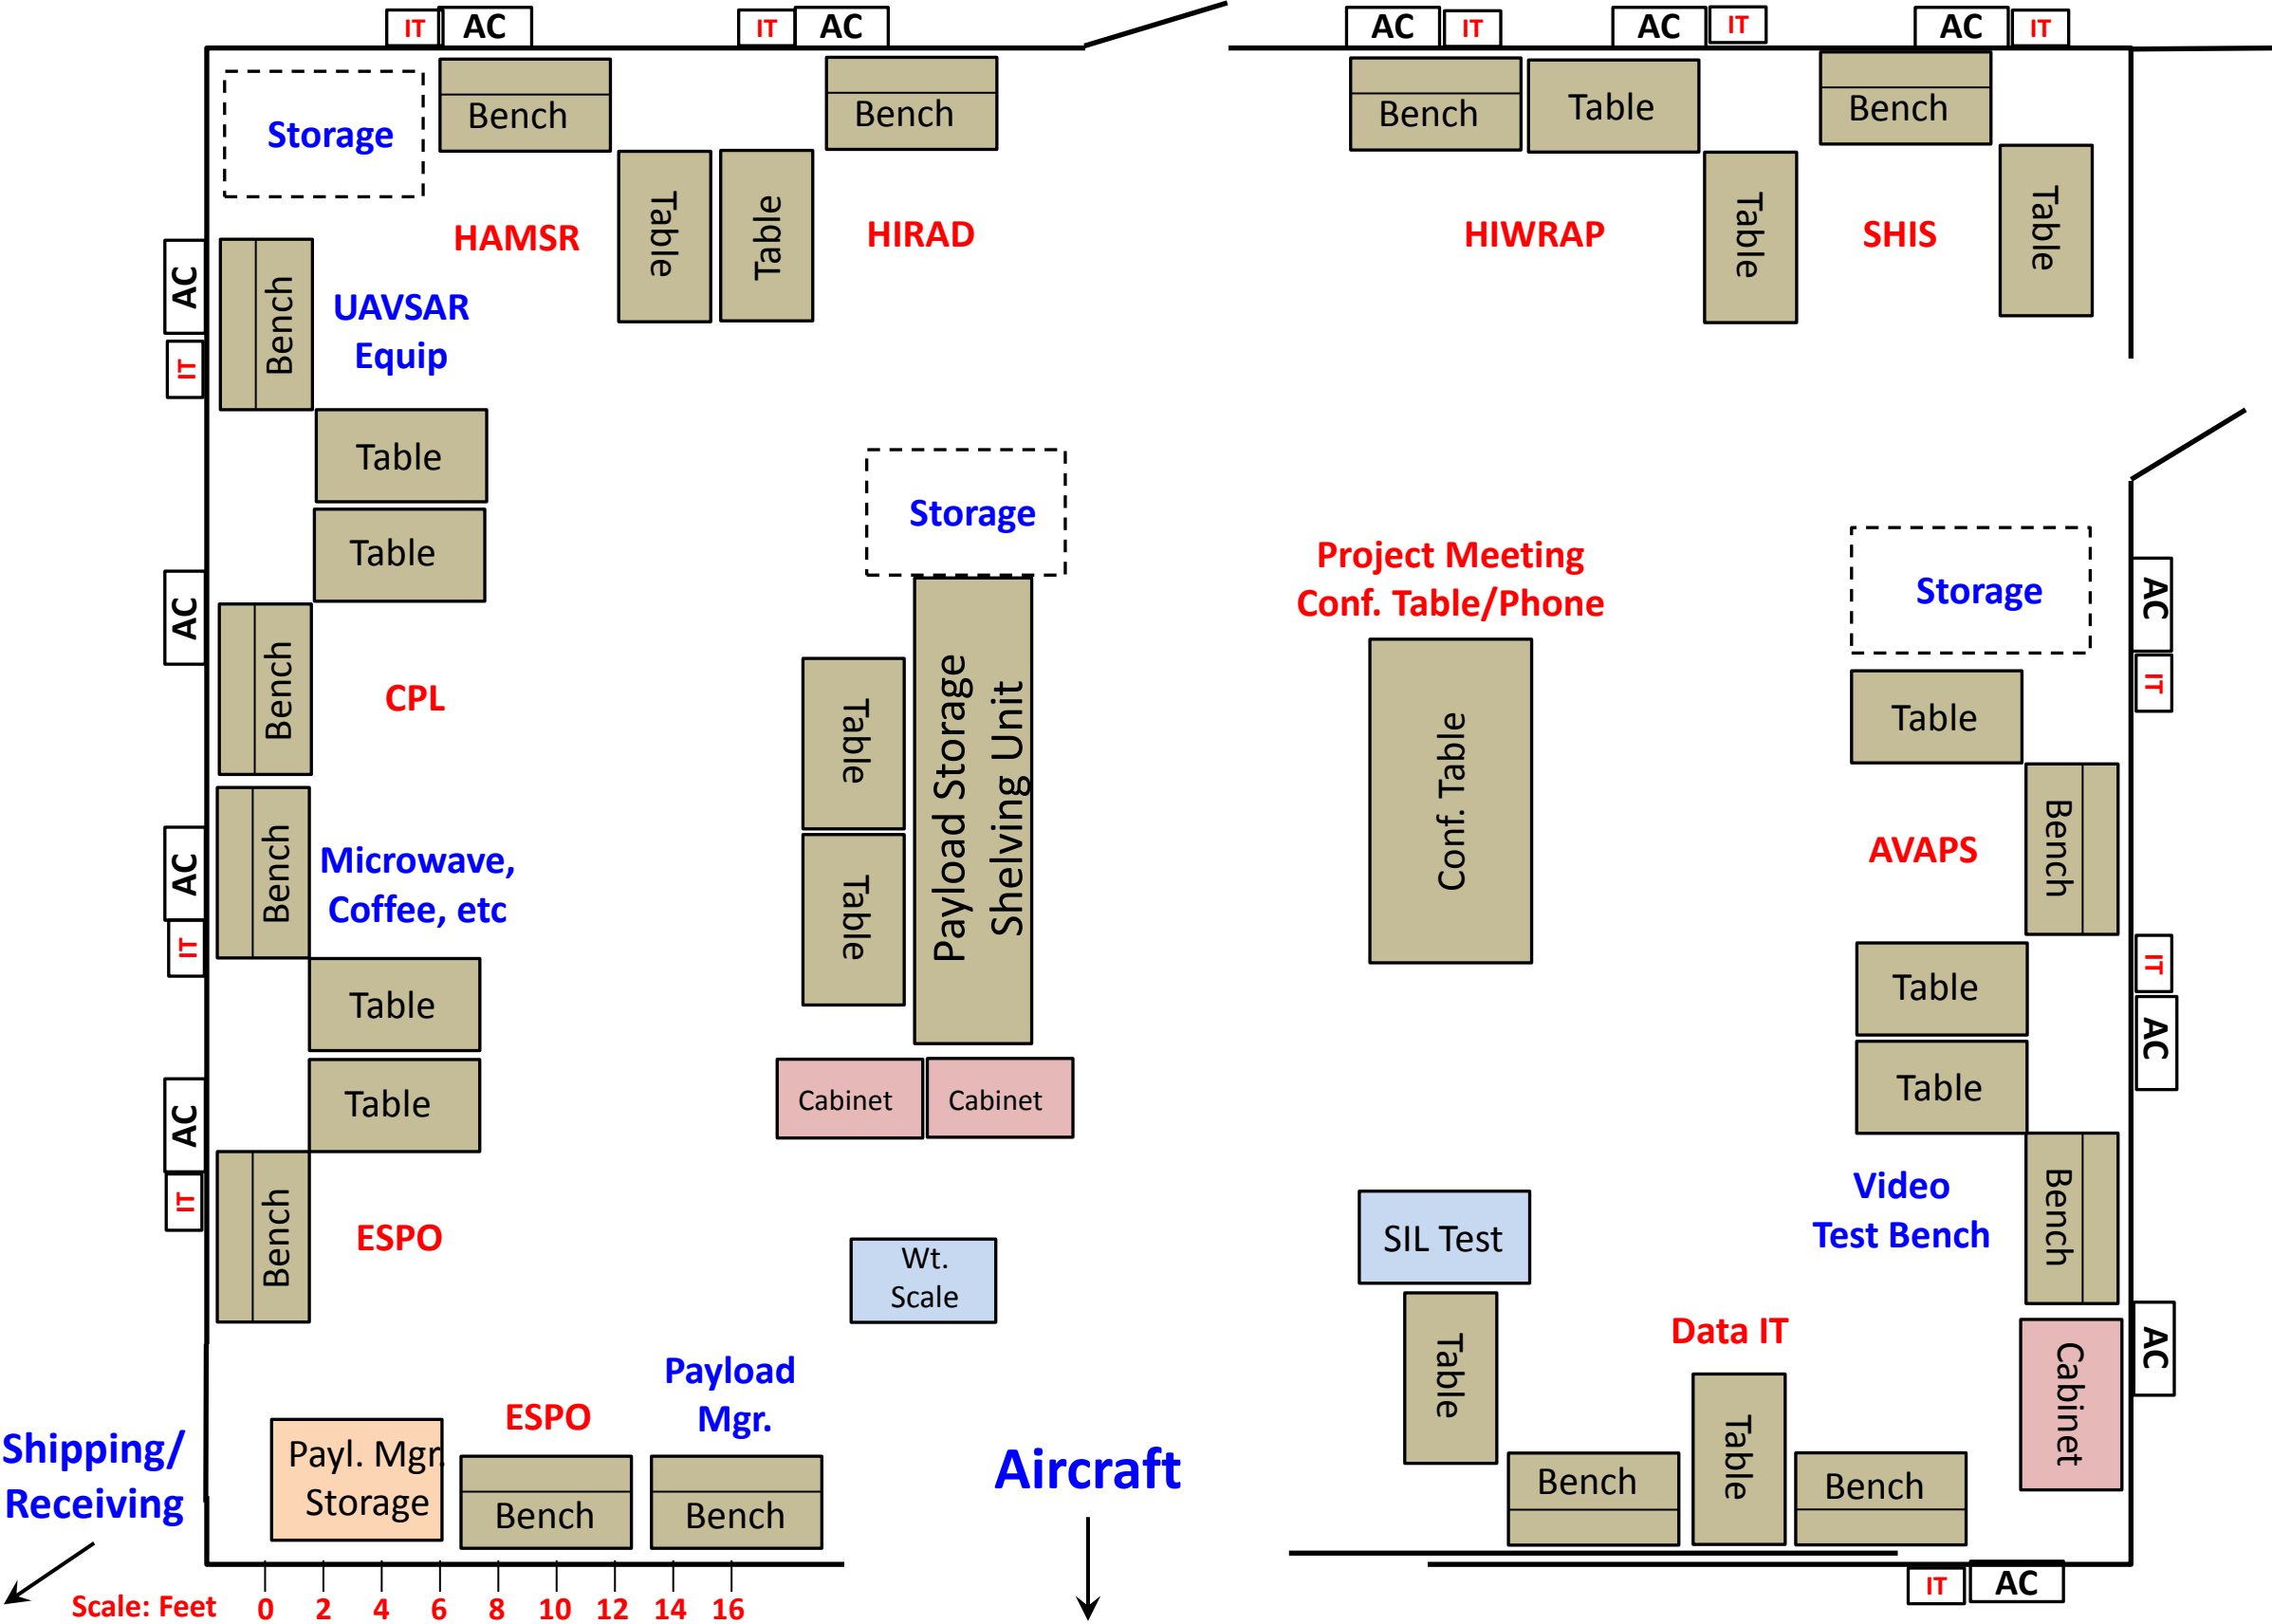 IT AC
IT AC
AC IT
AC IT
AC IT
Storage
Bench
Bench
Bench
Table
Bench
Table
Table
Table
Table
HAMSR
HIRAD
HIWRAP
SHIS
AC
IT
Bench
UAVSAR
Equip
Table
Table
Storage
Project Meeting
Conf. Table/Phone
Storage
AC
IT
AC
Bench
CPL
Table
Table
Payload Storage
Shelving Unit
Conf. Table
Table
Bench
AVAPS
AC
IT
Bench
Microwave,
Coffee, etc
Table
Table
Cabinet
Cabinet
Table
Table
IT
AC
AC
IT
Bench
ESPO
Wt.
Scale
SIL Test
Video
Test Bench
Bench
AC
Table
Data IT
Table
Cabinet
Payload
Mgr.
ESPO
Shipping/
Receiving
Payl. Mgr.
Storage
Bench
Bench
Aircraft
Bench
Bench
IT AC
Scale: Feet 0 2 4 6 8 10 12 14 16